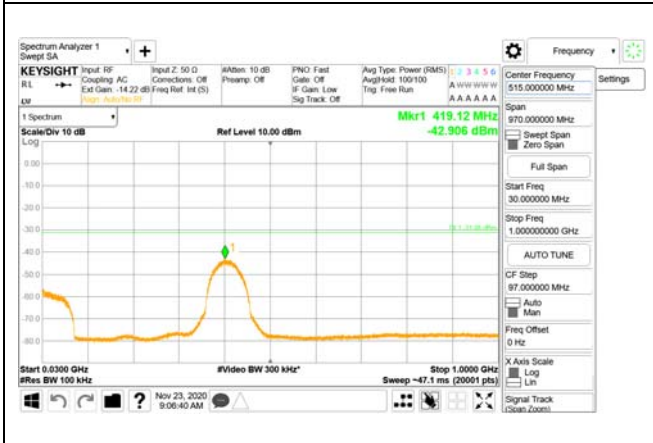 Spectrum Analyzer 1
Swept SA
+
Frequency
KEYSIGHT
Input: RF
Coupling: AC
Ext Gain: -14.22 dB
Align: Auto/No RF
Input Z: 50 Ω
Corrections: Off
Freq Ref: Int (S)
#Atten: 10 dB
Preamp: Off
PNO: Fast
Gate: Off
IF Gain: Low
Sig Track: Off
Avg Type: Power (RMS)
Avg|Hold: 100/100
Trig: Free Run
1 2 3 4 5 6
A W W W W W
A A A A A A
RL
1 Spectrum
Scale/Div 10 dB
Log
Ref Level 10.00 dBm
Mkr1 419.12 MHz
-42.906 dBm
0.00
-10.0
-20.0
-30.0
-40.0
-50.0
-60.0
-70.0
-80.0
1
Start 0.0300 GHz
#Res BW 100 kHz
#Video BW 300 kHz*
Stop 1.0000 GHz
Sweep ~47.1 ms (20001 pts)
Nov 23, 2020
9:06:40 AM
Center Frequency
515.000000 MHz
Settings
Span
970.000000 MHz
Swept Span
Zero Span
Full Span
Start Freq
30.000000 MHz
Stop Freq
1.000000000 GHz
AUTO TUNE
CF Step
97.000000 MHz
Auto
Man
Freq Offset
0 Hz
X Axis Scale
Log
Lin
Signal Track
(Span Zoom)